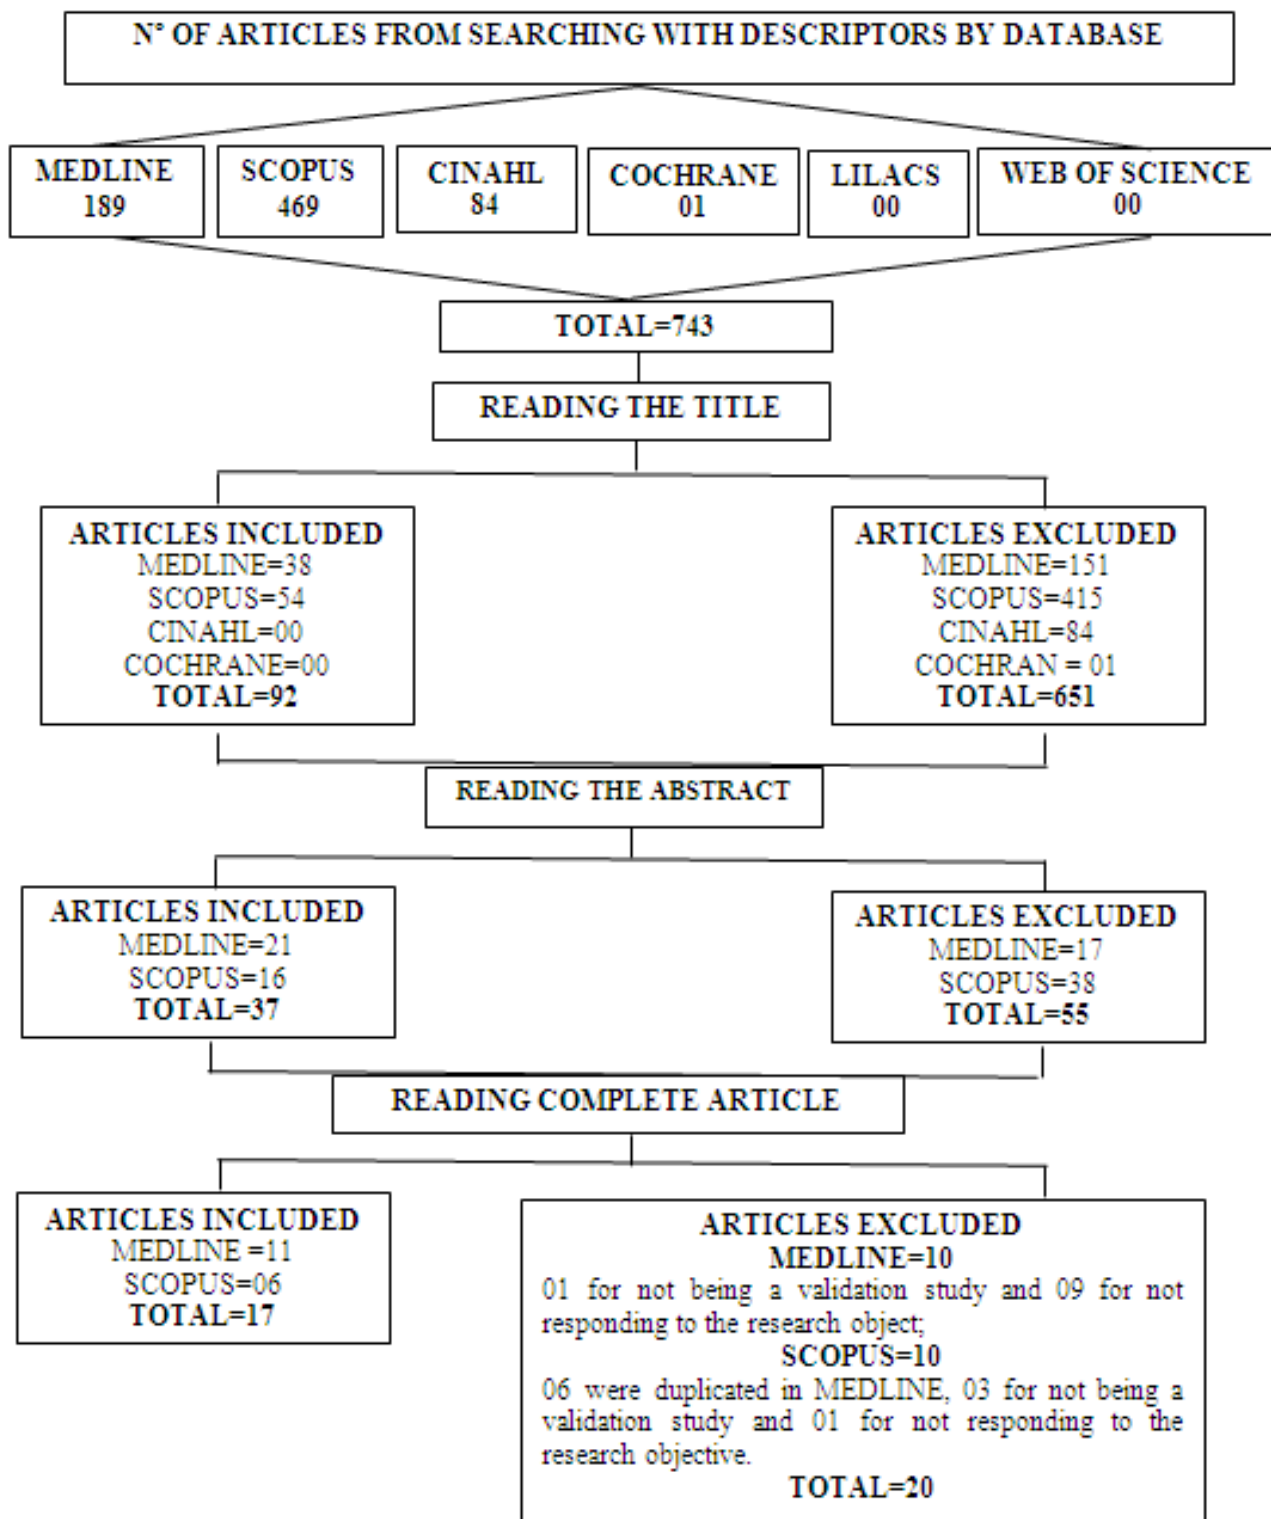 N° OF ARTICLES FROM SEARCHING WITH DESCRIPTORS BY DATABASE
MEDLINE
189
SCOPUS
469
CINAHL
84
COCHRANE
01
LILACS
00
WEB OF SCIENCE
00
TOTAL=743
READING THE TITLE
ARTICLES INCLUDED
MEDLINE=38
SCOPUS=54
CINAHL=00
COCHRANE=00
TOTAL=92
ARTICLES EXCLUDED
MEDLINE=151
SCOPUS=415
CINAHL=84
COCHRAN = 01
TOTAL=651
READING THE ABSTRACT
ARTICLES INCLUDED
MEDLINE=21
SCOPUS=16
TOTAL=37
ARTICLES EXCLUDED
MEDLINE=17
SCOPUS=38
TOTAL=55
READING COMPLETE ARTICLE
ARTICLES INCLUDED
MEDLINE =11
SCOPUS=06
TOTAL=17
ARTICLES EXCLUDED
MEDLINE=10
01 for not being a validation study and 09 for not
responding to the research object;
SCOPUS=10
06 were duplicated in MEDLINE, 03 for not being a
validation study and 01 for not responding to the
research objective.
TOTAL=20